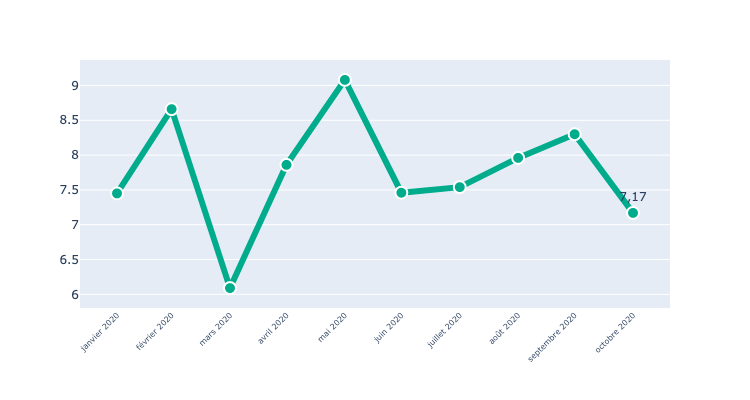 9
8.5
8
7.5
7
6.5
6
7,17
janvier 2020
février 2020
mars 2020
avril 2020
mai 2020
juin 2020
juillet 2020
août 2020
septembre 2020
octobre 2020